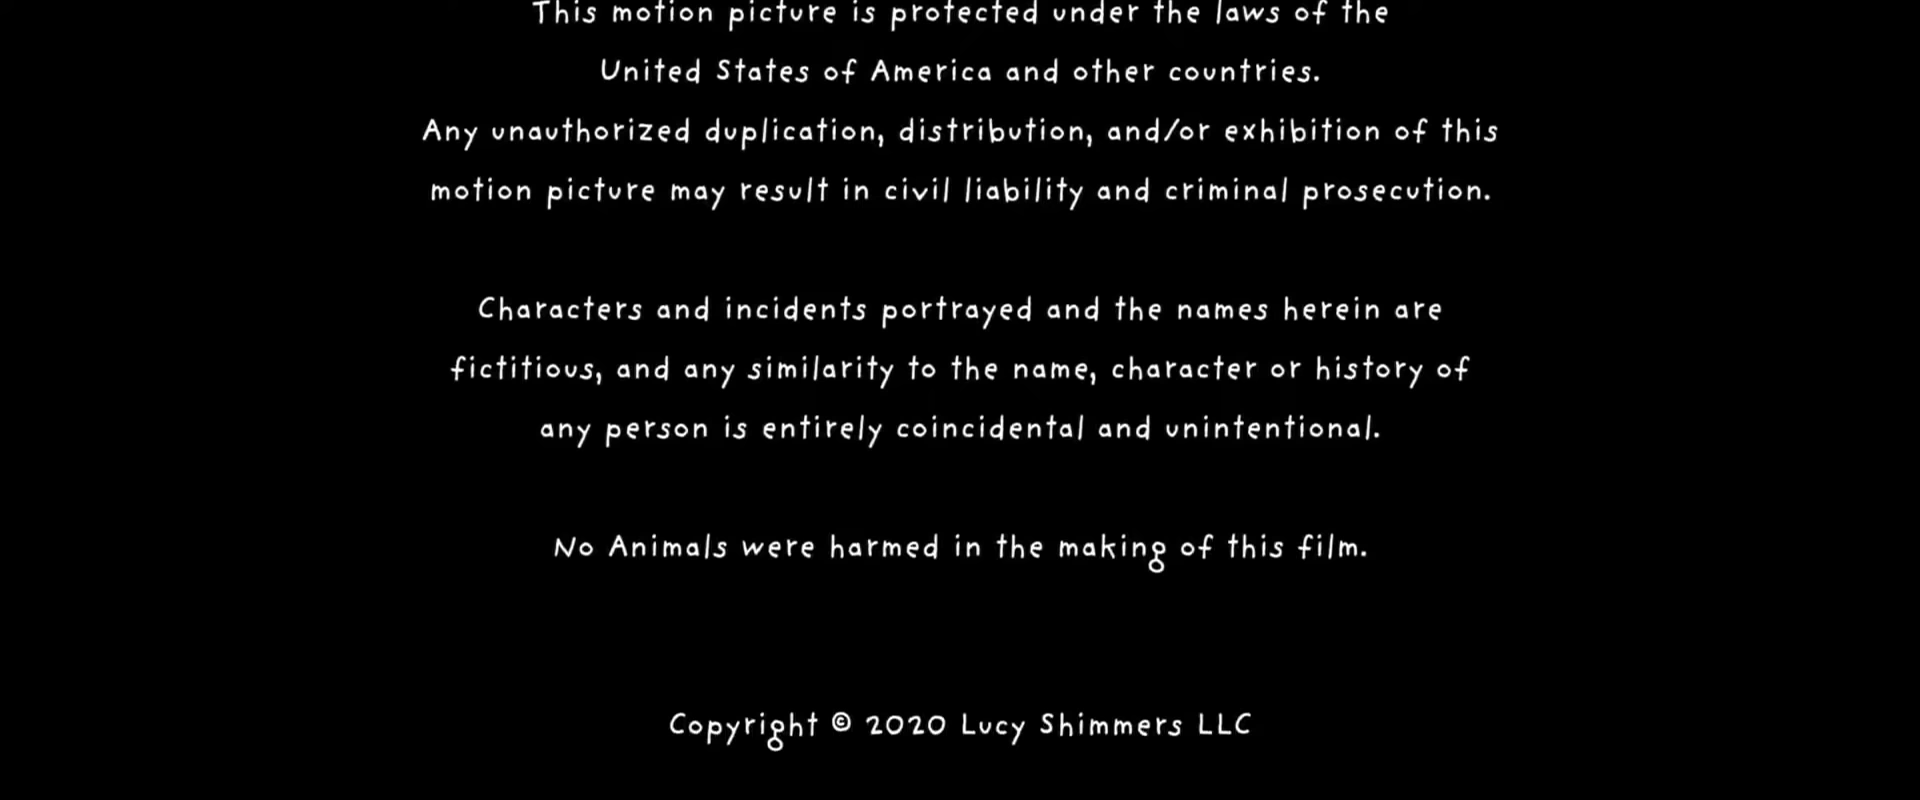 This motion picture is protected under the laws of the
United States of America and other countries.
Any unauthorized duplication, distribution, and/or exhibition of this
motion picture may result in civil liability and criminal prosecution.
Characters and incidents portrayed and the names herein are
fictitious, and any similarity to the name, character or history of
any person is entirely coincidental and unintentional.
No Animals were harmed in the making of this film.
Copyright © 2020 Lucy Shimmers LLC